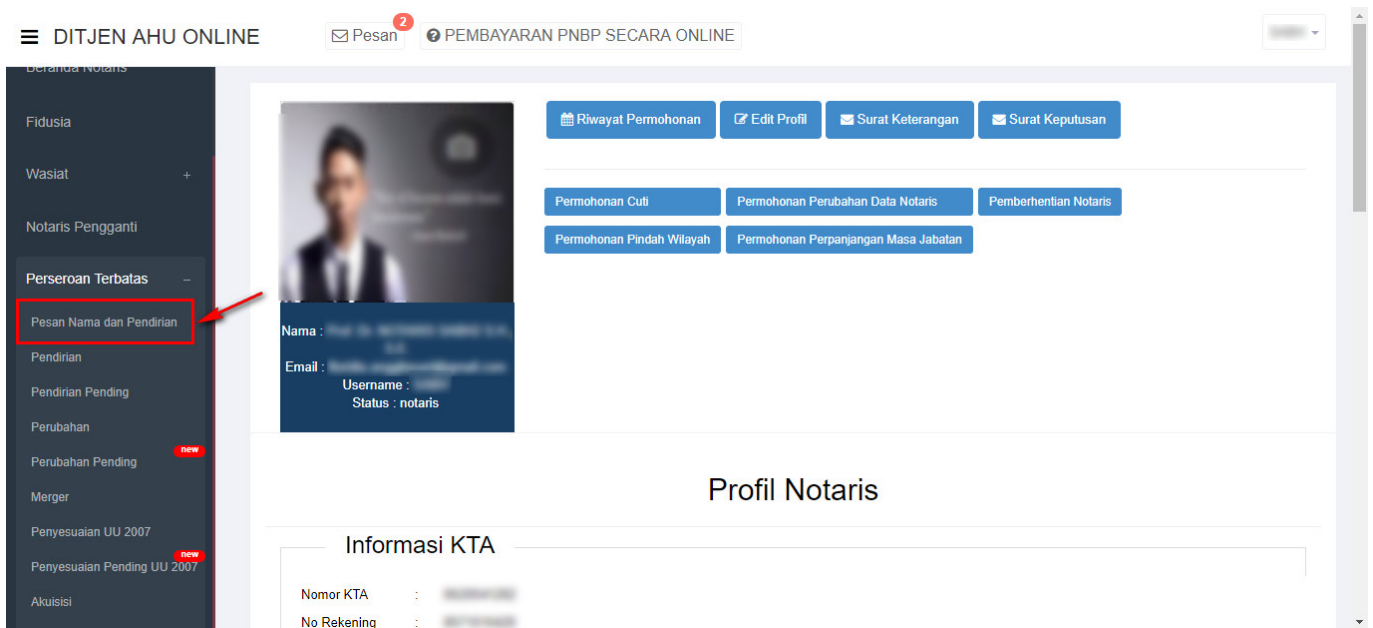 DITJEN AHU ONLINE
Pesan 2
PEMBAYARAN PNBP SECARA ONLINE
Beranda Notaris
Fidusia
Wasiat +
Notaris Pengganti
Perseroan Terbatas –
Pesan Nama dan Pendirian
Pendirian
Pendirian Pending
Perubahan
new
Perubahan Pending
Merger
Penyesuaian UU 2007
new
Penyesuaian Pending UU 2007
Akuisisi
Riwayat Permohonan
Edit Profil
Surat Keterangan
Surat Keputusan
Permohonan Cuti
Permohonan Perubahan Data Notaris
Pemberhentian Notaris
Permohonan Pindah Wilayah
Permohonan Perpanjangan Masa Jabatan
Nama :
Email :
Username :
Status : notaris
Profil Notaris
Informasi KTA
Nomor KTA :
No Rekening :